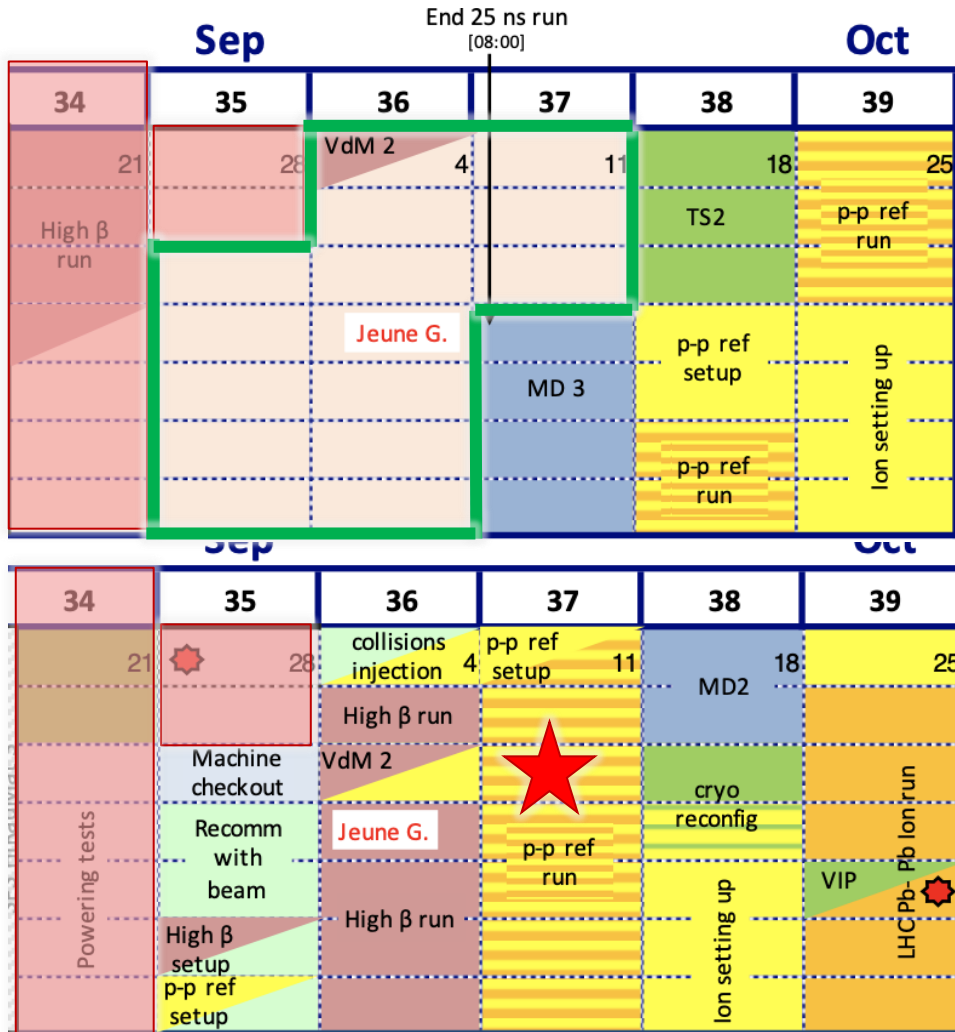 End 25 ns run
[08:00]
Sep
Oct
34
35
36
37
38
39
21
28
VdM 2
4
11
18
25
High β
run
TS2
p-p ref
run
Jeune G.
MD 3
p-p ref
setup
p-p ref
run
Ion setting up
Sep
Oct
34
35
36
37
38
39
21
28
collisions
injection
4
p-p ref
setup
11
18
25
MD2
High β run
Machine
checkout
VdM 2
cryo
reconfig
Jeune G.
Recomm
with
beam
p-p ref
run
VIP
High β run
High β
setup
p-p ref
setup
Powering tests
Ion setting up
LHC Pb- Pb Ion run